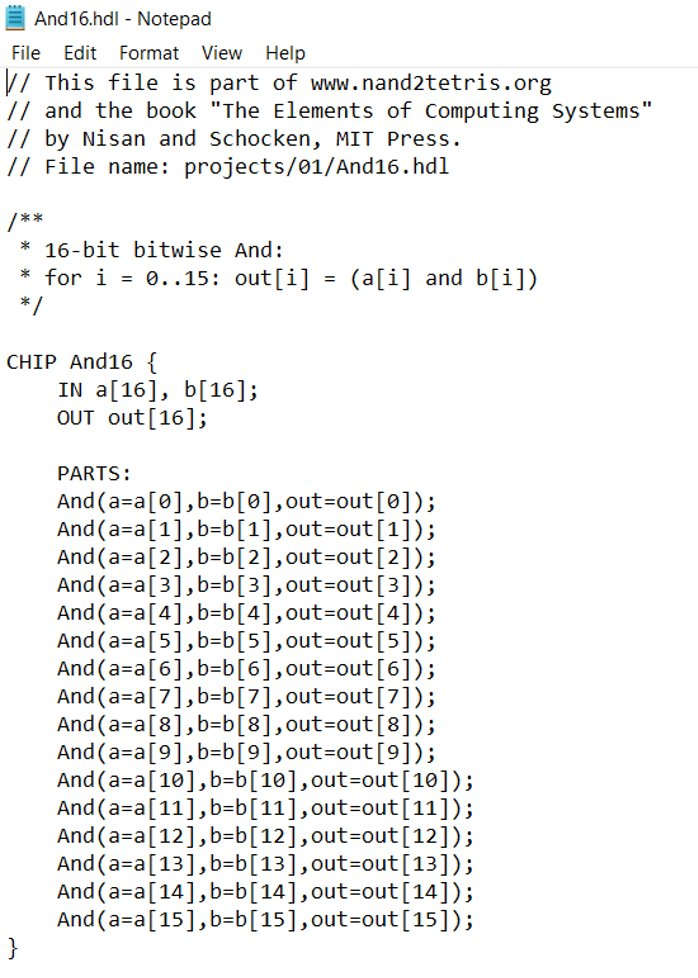 And16.hdl - Notepad
File Edit Format View Help
// This file is part of www.nand2tetris.org
// and the book "The Elements of Computing Systems"
// by Nisan and Schocken, MIT Press.
// File name: projects/01/And16.hdl
/**
 * 16-bit bitwise And:
 * for i = 0..15: out[i] = (a[i] and b[i])
 */
CHIP And16 {
    IN a[16], b[16];
    OUT out[16];
    PARTS:
    And(a=a[0],b=b[0],out=out[0]);
    And(a=a[1],b=b[1],out=out[1]);
    And(a=a[2],b=b[2],out=out[2]);
    And(a=a[3],b=b[3],out=out[3]);
    And(a=a[4],b=b[4],out=out[4]);
    And(a=a[5],b=b[5],out=out[5]);
    And(a=a[6],b=b[6],out=out[6]);
    And(a=a[7],b=b[7],out=out[7]);
    And(a=a[8],b=b[8],out=out[8]);
    And(a=a[9],b=b[9],out=out[9]);
    And(a=a[10],b=b[10],out=out[10]);
    And(a=a[11],b=b[11],out=out[11]);
    And(a=a[12],b=b[12],out=out[12]);
    And(a=a[13],b=b[13],out=out[13]);
    And(a=a[14],b=b[14],out=out[14]);
    And(a=a[15],b=b[15],out=out[15]);
}